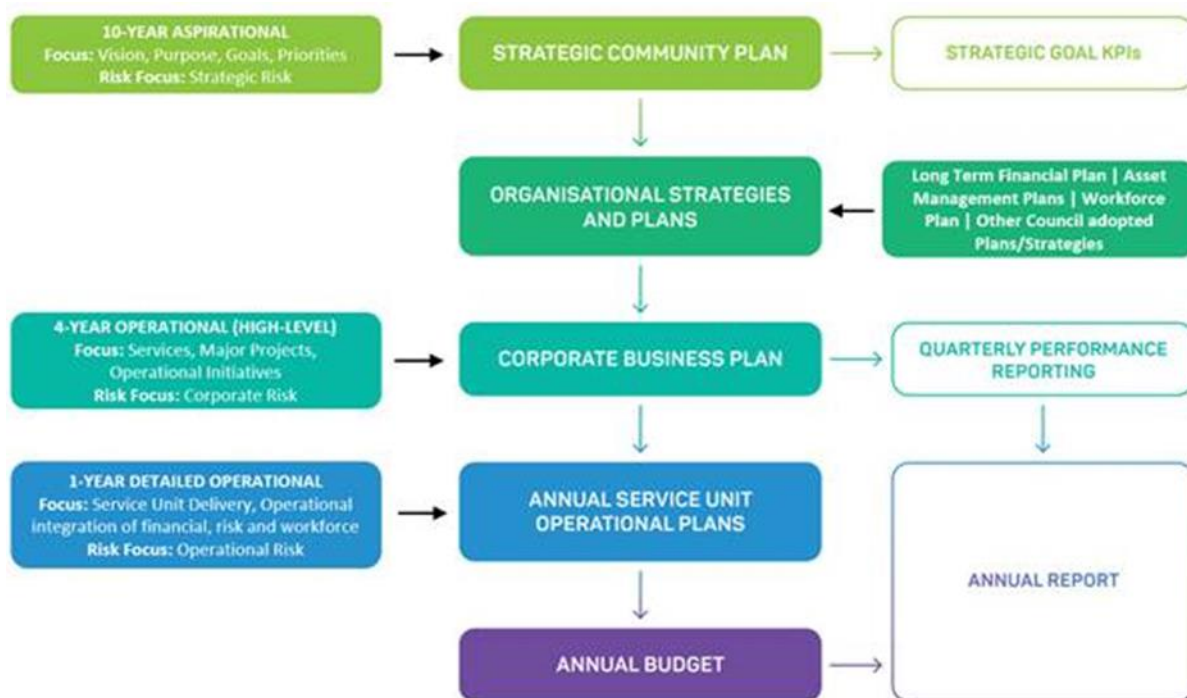 10-YEAR ASPIRATIONAL
Focus: Vision, Purpose, Goals, Priorities
Risk Focus: Strategic Risk
STRATEGIC COMMUNITY PLAN
STRATEGIC GOAL KPIs
ORGANISATIONAL STRATEGIES
AND PLANS
Long Term Financial Plan | Asset
Management Plans | Workforce
Plan | Other Council adopted
Plans/Strategies
4-YEAR OPERATIONAL (HIGH-LEVEL)
Focus: Services, Major Projects,
Operational Initiatives
Risk Focus: Corporate Risk
CORPORATE BUSINESS PLAN
QUARTERLY PERFORMANCE
REPORTING
1-YEAR DETAILED OPERATIONAL
Focus: Service Unit Delivery, Operational
integration of financial, risk and workforce
Risk Focus: Operational Risk
ANNUAL SERVICE UNIT
OPERATIONAL PLANS
ANNUAL REPORT
ANNUAL BUDGET